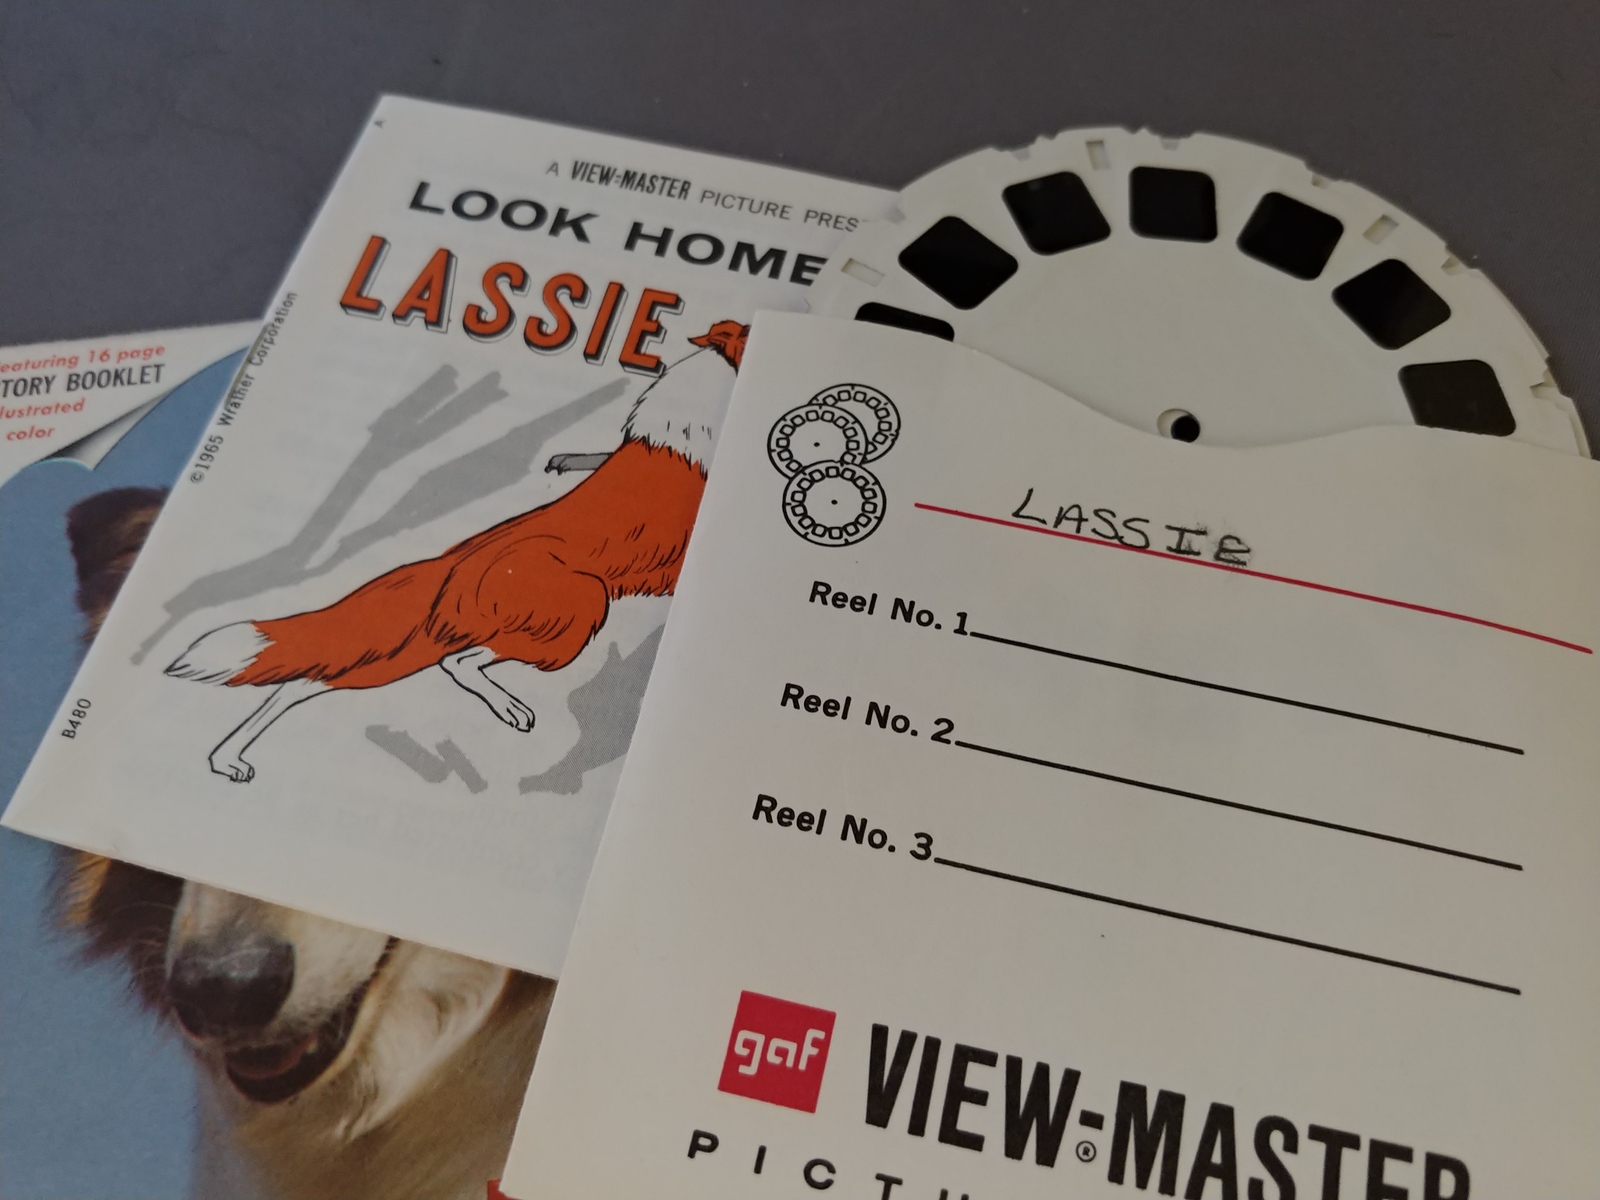 A VIEW-MASTER PICTURE PRES
LOOK HOME
LASSIE
©1965 Wrather Corporation
B480
eaturing 16 page
TORY BOOKLET
lustrated
color
LASSIE
Reel No. 1
Reel No. 2
Reel No. 3
gaf VIEW-MASTER®
PICTU